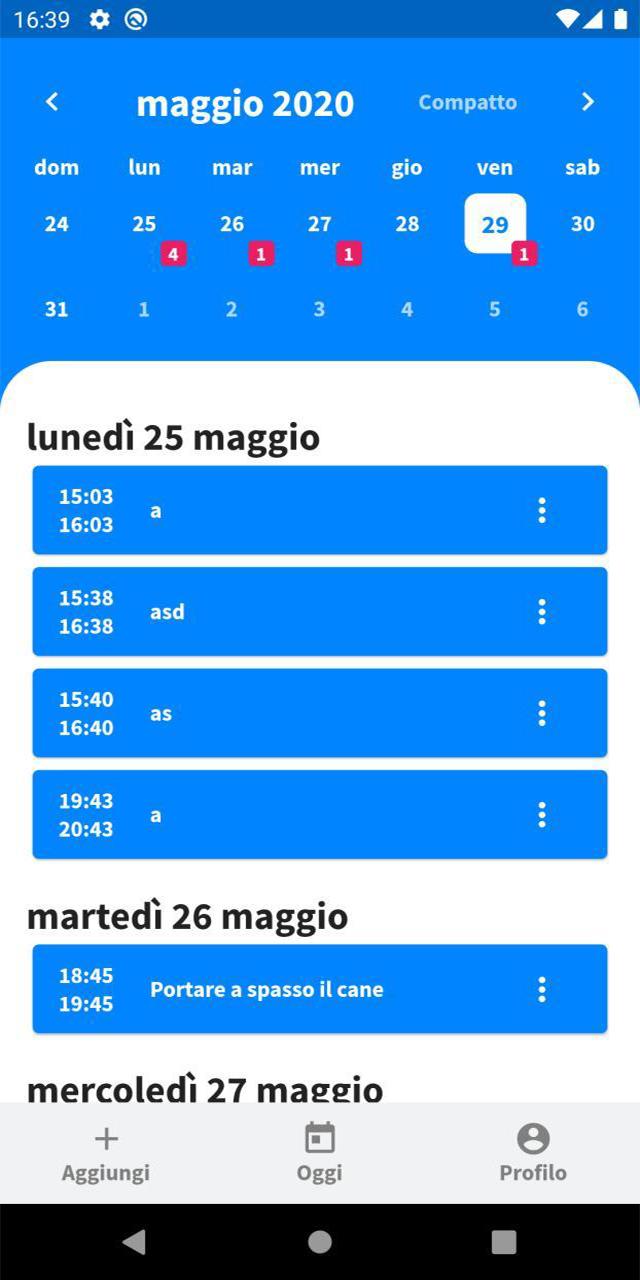 16:39
maggio 2020 Compatto
dom lun mar mer gio ven sab
24 25 26 27 28 29 30
4 1 1 1
31 1 2 3 4 5 6
lunedì 25 maggio
15:03
16:03
a
15:38
16:38
asd
15:40
16:40
as
19:43
20:43
a
martedì 26 maggio
18:45
19:45
Portare a spasso il cane
mercoledì 27 maggio
Aggiungi Oggi Profilo